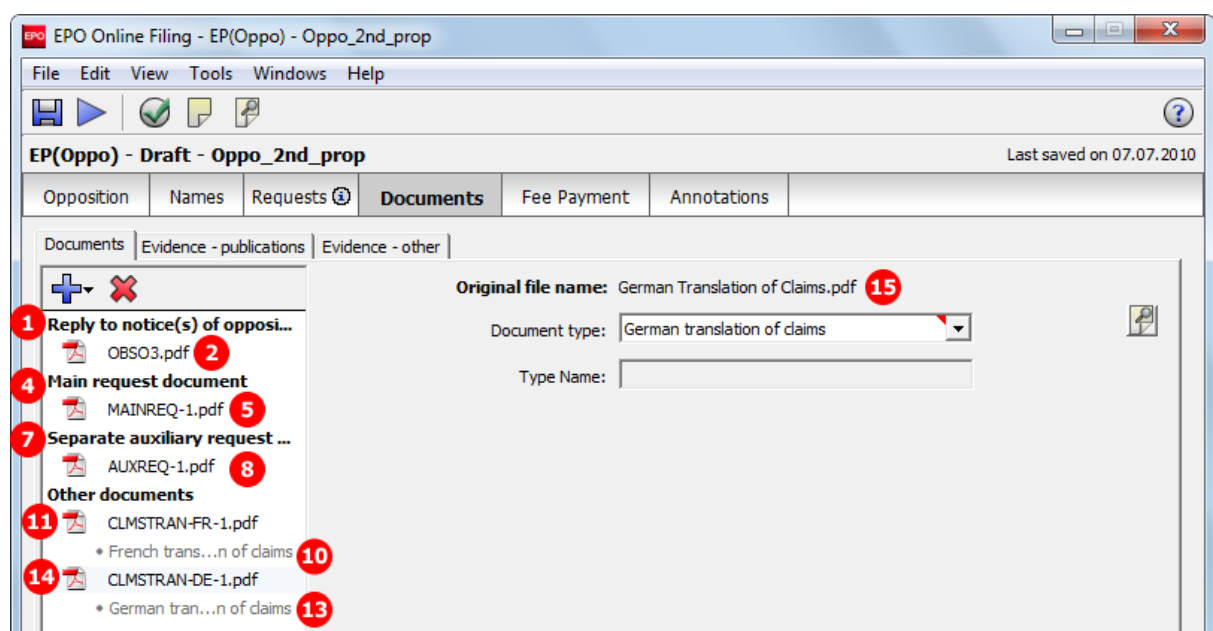 EPO EPO Online Filing - EP(Oppo) - Oppo_2nd_prop
File Edit View Tools Windows Help
EP(Oppo) - Draft - Oppo_2nd_prop Last saved on 07.07.2010
Opposition Names Requests Documents Fee Payment Annotations
Documents Evidence - publications Evidence - other
Original file name: German Translation of Claims.pdf 15
1 Reply to notice(s) of opposi...
Document type: German translation of claims
OBSO3.pdf 2
Type Name:
4 Main request document
MAINREQ-1.pdf 5
7 Separate auxiliary request ...
AUXREQ-1.pdf 8
Other documents
11 CLMSTRAN-FR-1.pdf
• French trans...n of claims 10
14 CLMSTRAN-DE-1.pdf
• German tran...n of claims 13